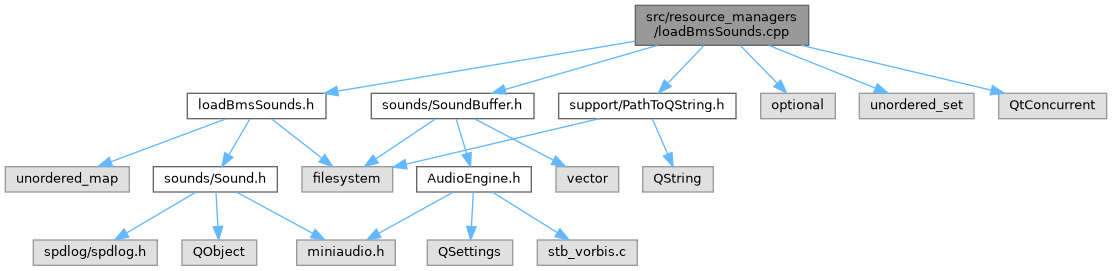 src/resource_managers
/loadBmsSounds.cpp
loadBmsSounds.h
sounds/SoundBuffer.h
support/PathToQString.h
optional
unordered_set
QtConcurrent
unordered_map
sounds/Sound.h
filesystem
AudioEngine.h
vector
QString
spdlog/spdlog.h
QObject
miniaudio.h
QSettings
stb_vorbis.c